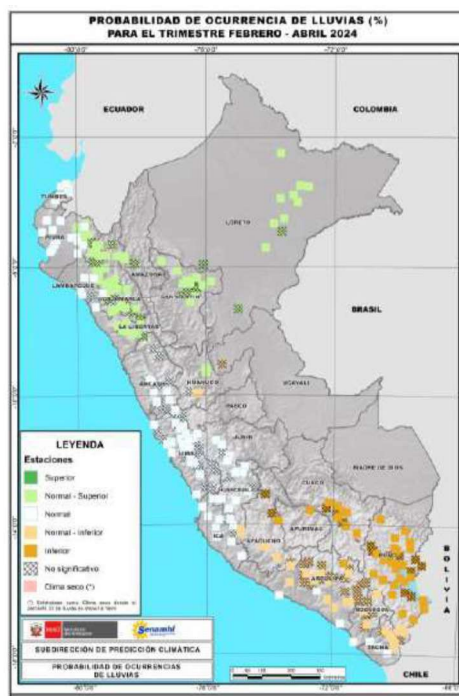 PROBABILIDAD DE OCURRENCIA DE LLUVIAS (%)
PARA EL TRIMESTRE FEBRERO - ABRIL 2024
ECUADOR
COLOMBIA
TUMBES
PIURA
LORETO
LAMBAYEQUE
AMAZONAS
CAJAMARCA
SAN MARTIN
LA LIBERTAD
BRASIL
ANCASH
HUANUCO
UCAYALI
PASCO
LIMA
JUNIN
MADRE DE DIOS
CUSCO
HUANCAVELICA
APURIMAC
ICA
AYACUCHO
PUNO
AREQUIPA
MOQUEGUA
TACNA
BOLIVIA
CHILE
LEYENDA
Estaciones
Superior
Normal - Superior
Normal
Normal - Inferior
Inferior
No significativo
Clima seco (*)
PERÚ
Senamhi
SUBDIRECCIÓN DE PREDICCIÓN CLIMÁTICA
PROBABILIDAD DE OCURRENCIAS
DE LLUVIAS